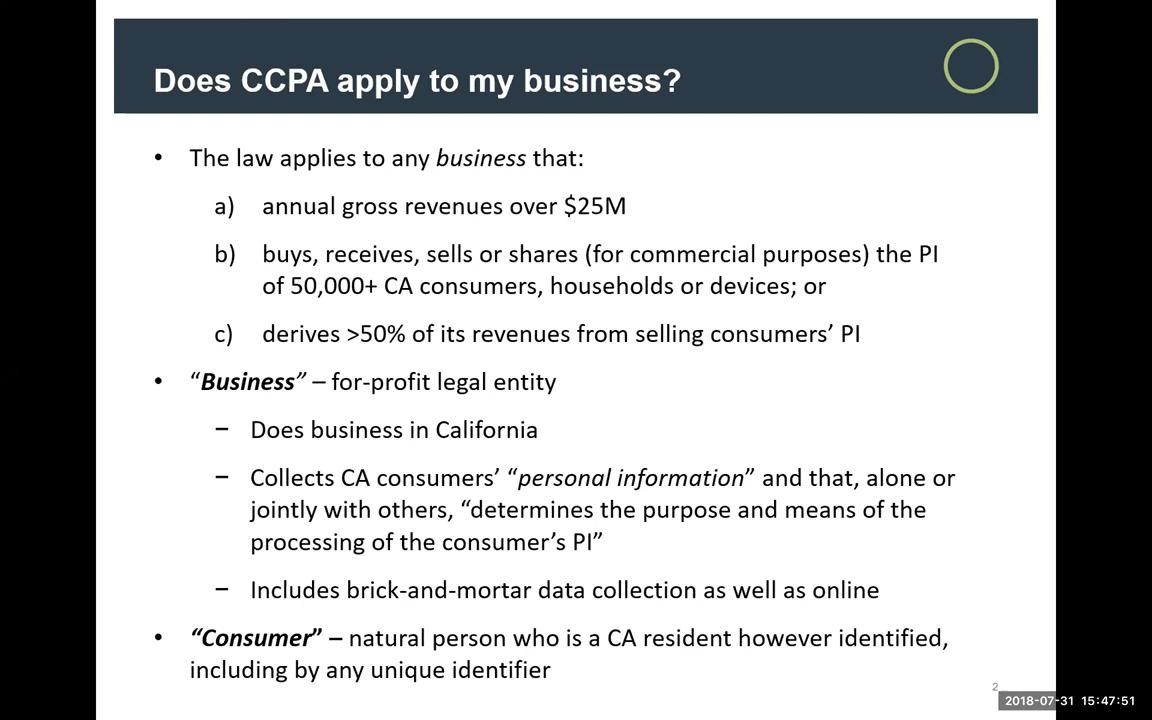 Does CCPA apply to my business?
• The law applies to any business that:
a) annual gross revenues over $25M
b) buys, receives, sells or shares (for commercial purposes) the PI
of 50,000+ CA consumers, households or devices; or
c) derives >50% of its revenues from selling consumers’ PI
• “Business” – for-profit legal entity
– Does business in California
– Collects CA consumers’ “personal information” and that, alone or
jointly with others, “determines the purpose and means of the
processing of the consumer’s PI”
– Includes brick-and-mortar data collection as well as online
• “Consumer” – natural person who is a CA resident however identified,
including by any unique identifier
2
2018-07-31 15:47:51